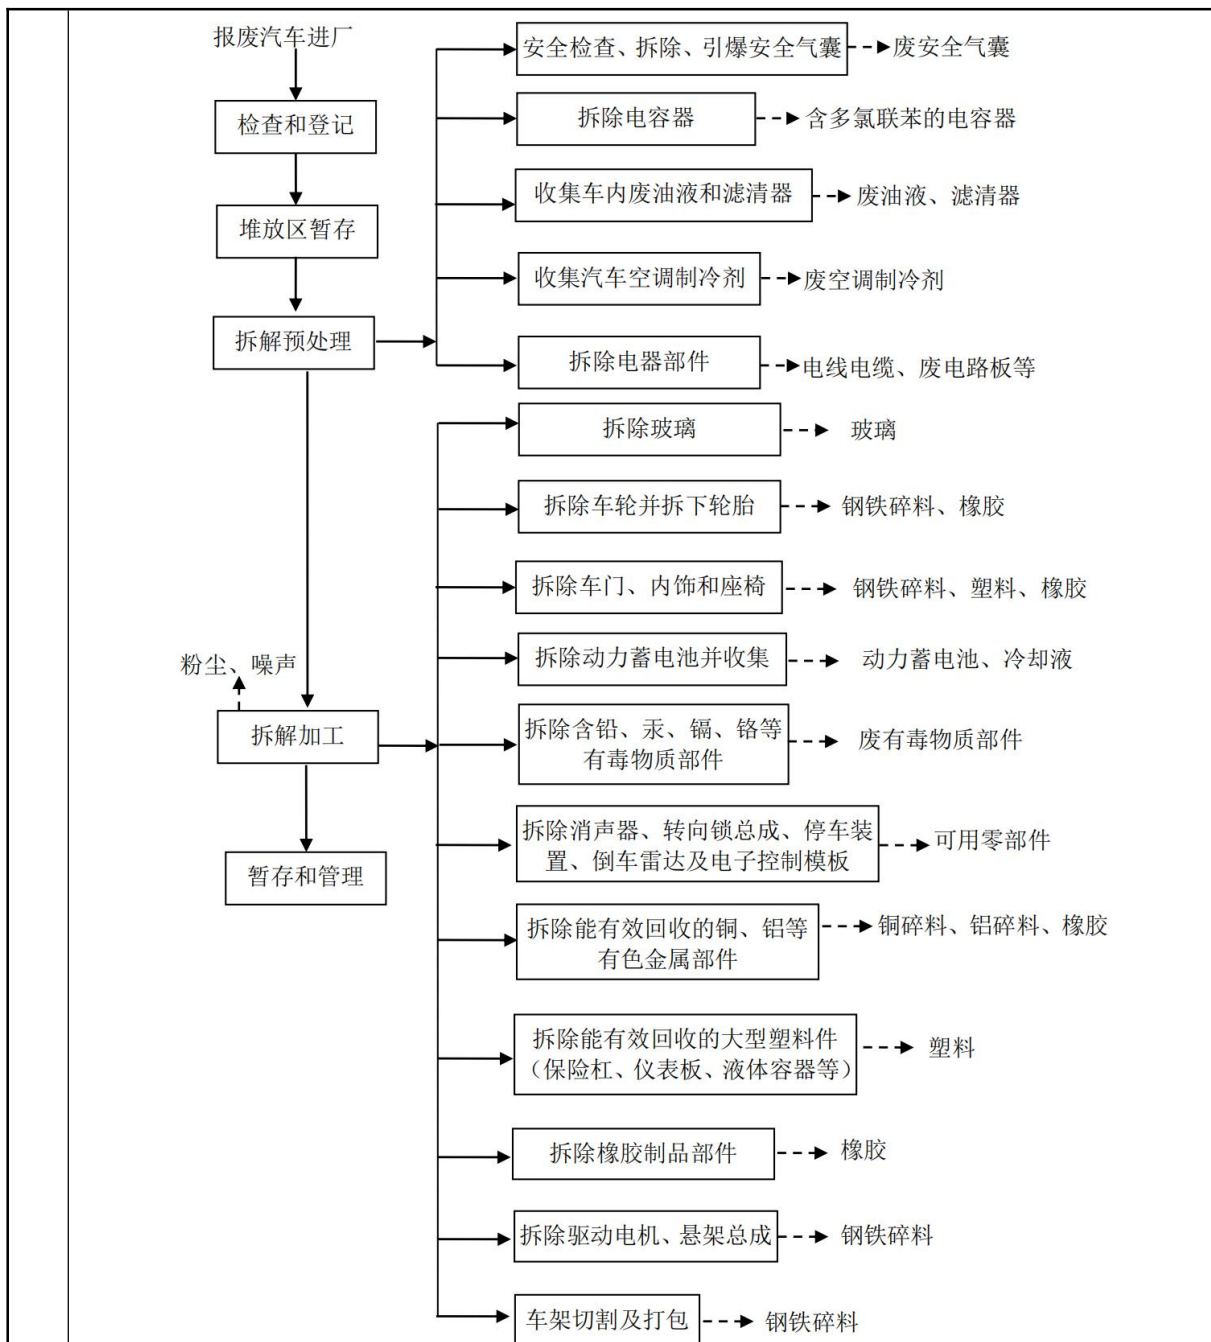 报废汽车进厂
检查和登记
堆放区暂存
拆解预处理
安全检查、拆除、引爆安全气囊
废安全气囊
拆除电容器
含多氯联苯的电容器
收集车内废油液和滤清器
废油液、滤清器
收集汽车空调制冷剂
废空调制冷剂
拆除电器部件
电线电缆、废电路板等
粉尘、噪声
拆解加工
暂存和管理
拆除玻璃
玻璃
拆除车轮并拆下轮胎
钢铁碎料、橡胶
拆除车门、内饰和座椅
钢铁碎料、塑料、橡胶
拆除动力蓄电池并收集
动力蓄电池、冷却液
拆除含铅、汞、镉、铬等
有毒物质部件
废有毒物质部件
拆除消声器、转向锁总成、停车装
置、倒车雷达及电子控制模板
可用零部件
拆除能有效回收的铜、铝等
有色金属部件
铜碎料、铝碎料、橡胶
拆除能有效回收的大型塑料件
（保险杠、仪表板、液体容器等）
塑料
拆除橡胶制品部件
橡胶
拆除驱动电机、悬架总成
钢铁碎料
车架切割及打包
钢铁碎料